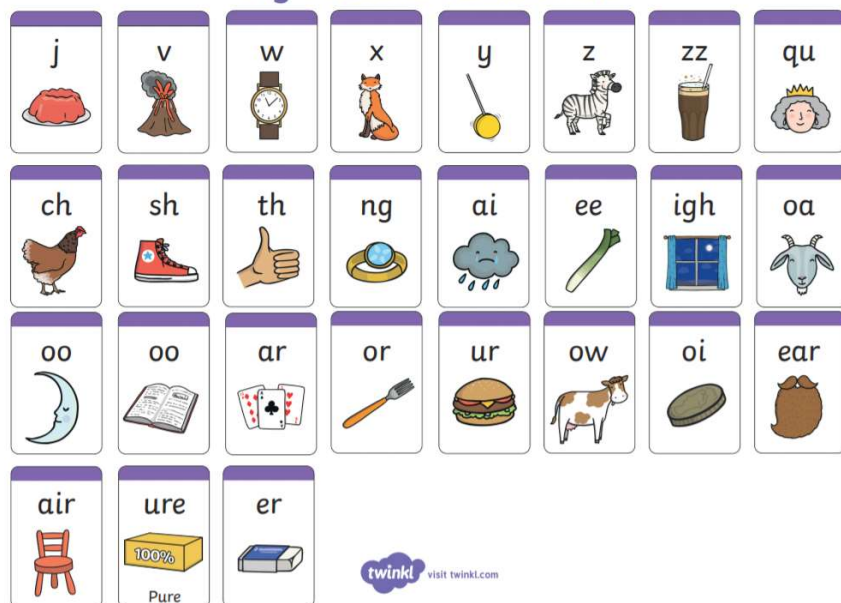 j v w x y z zz qu
ch sh th ng ai ee igh oa
oo oo ar or ur ow oi ear
air ure er
100%
Pure
twinkl visit twinkl.com